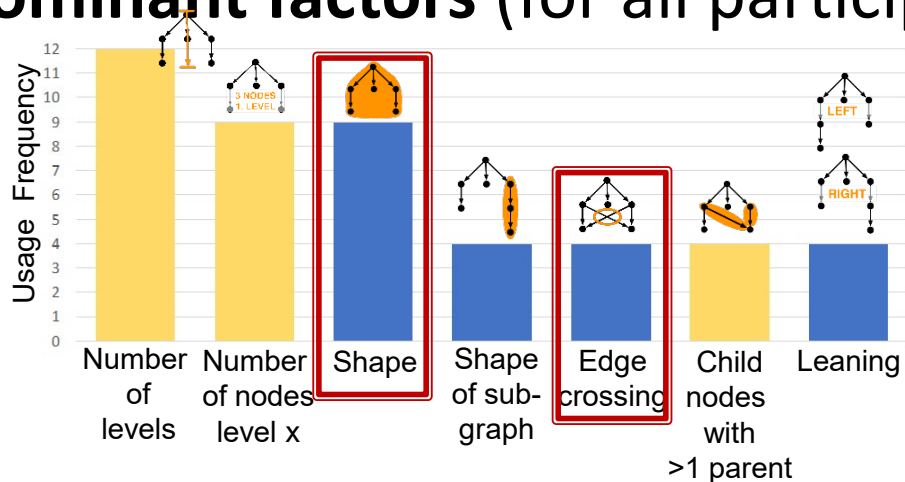 (for all
12
11
10
9
8
7
6
5
4
3
2
1
0
Usage Frequency
3 NODES
1. LEVEL
LEFT
RIGHT
Number
of
levels
Number
of nodes
level x
Shape
Shape
of sub-
graph
Edge
crossing
Child
nodes
with
>1 parent
Leaning